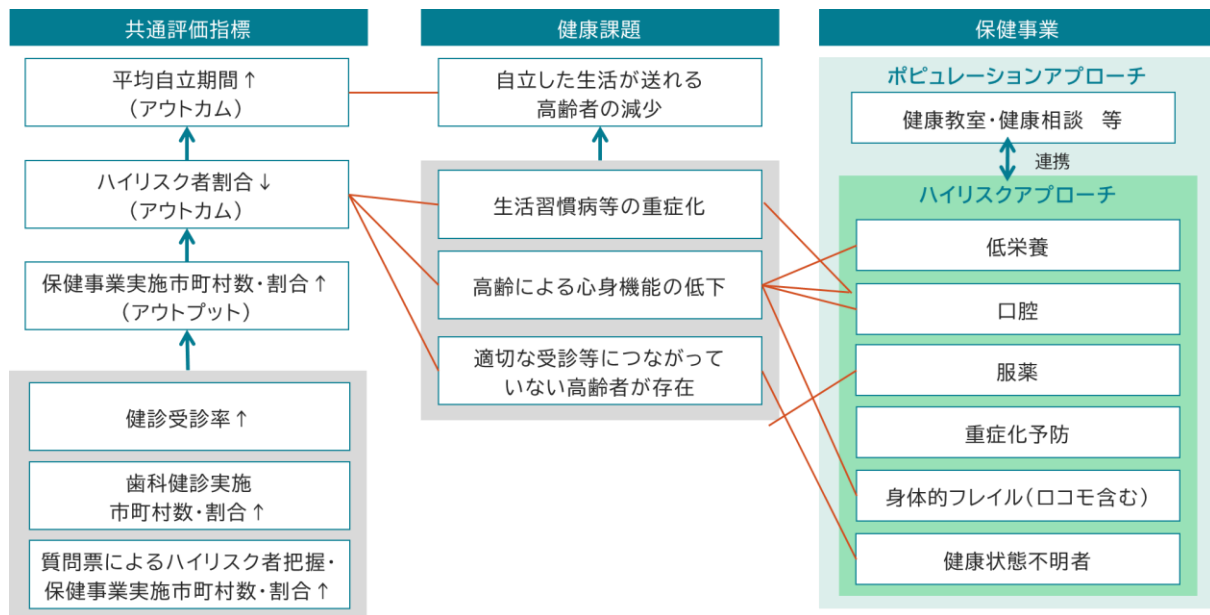 共通評価指標
平均自立期間↑
(アウトカム)
ハイリスク者割合↓
(アウトカム)
保健事業実施市町村数・割合↑
(アウトプット)
健診受診率↑
歯科健診実施
市町村数・割合↑
質問票によるハイリスク者把握・
保健事業実施市町村数・割合↑
健康課題
自立した生活が送れる
高齢者の減少
生活習慣病等の重症化
高齢による心身機能の低下
適切な受診等につながって
いない高齢者が存在
保健事業
ポピュレーションアプローチ
健康教室・健康相談 等
連携
ハイリスクアプローチ
低栄養
口腔
服薬
重症化予防
身体的フレイル(ロコモ含む)
健康状態不明者